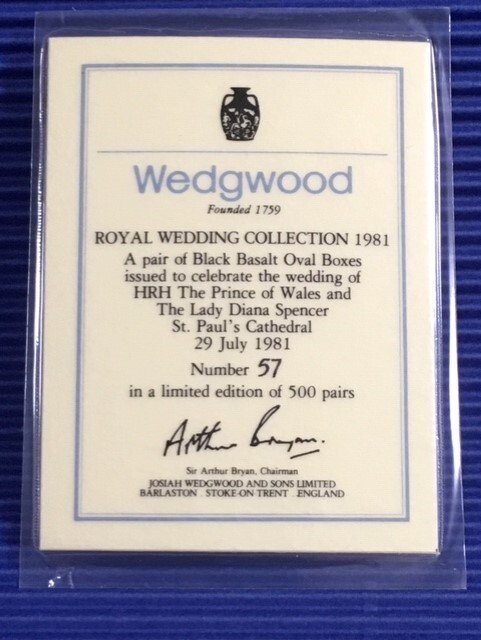 Wedgwood
Founded 1759
ROYAL WEDDING COLLECTION 1981
A pair of Black Basalt Oval Boxes
issued to celebrate the wedding of
HRH The Prince of Wales and
The Lady Diana Spencer
St. Paul's Cathedral
29 July 1981
Number 57
in a limited edition of 500 pairs
Arthur Bryan.
Sir Arthur Bryan, Chairman
JOSIAH WEDGWOOD AND SONS LIMITED
BARLASTON . STOKE-ON-TRENT . ENGLAND